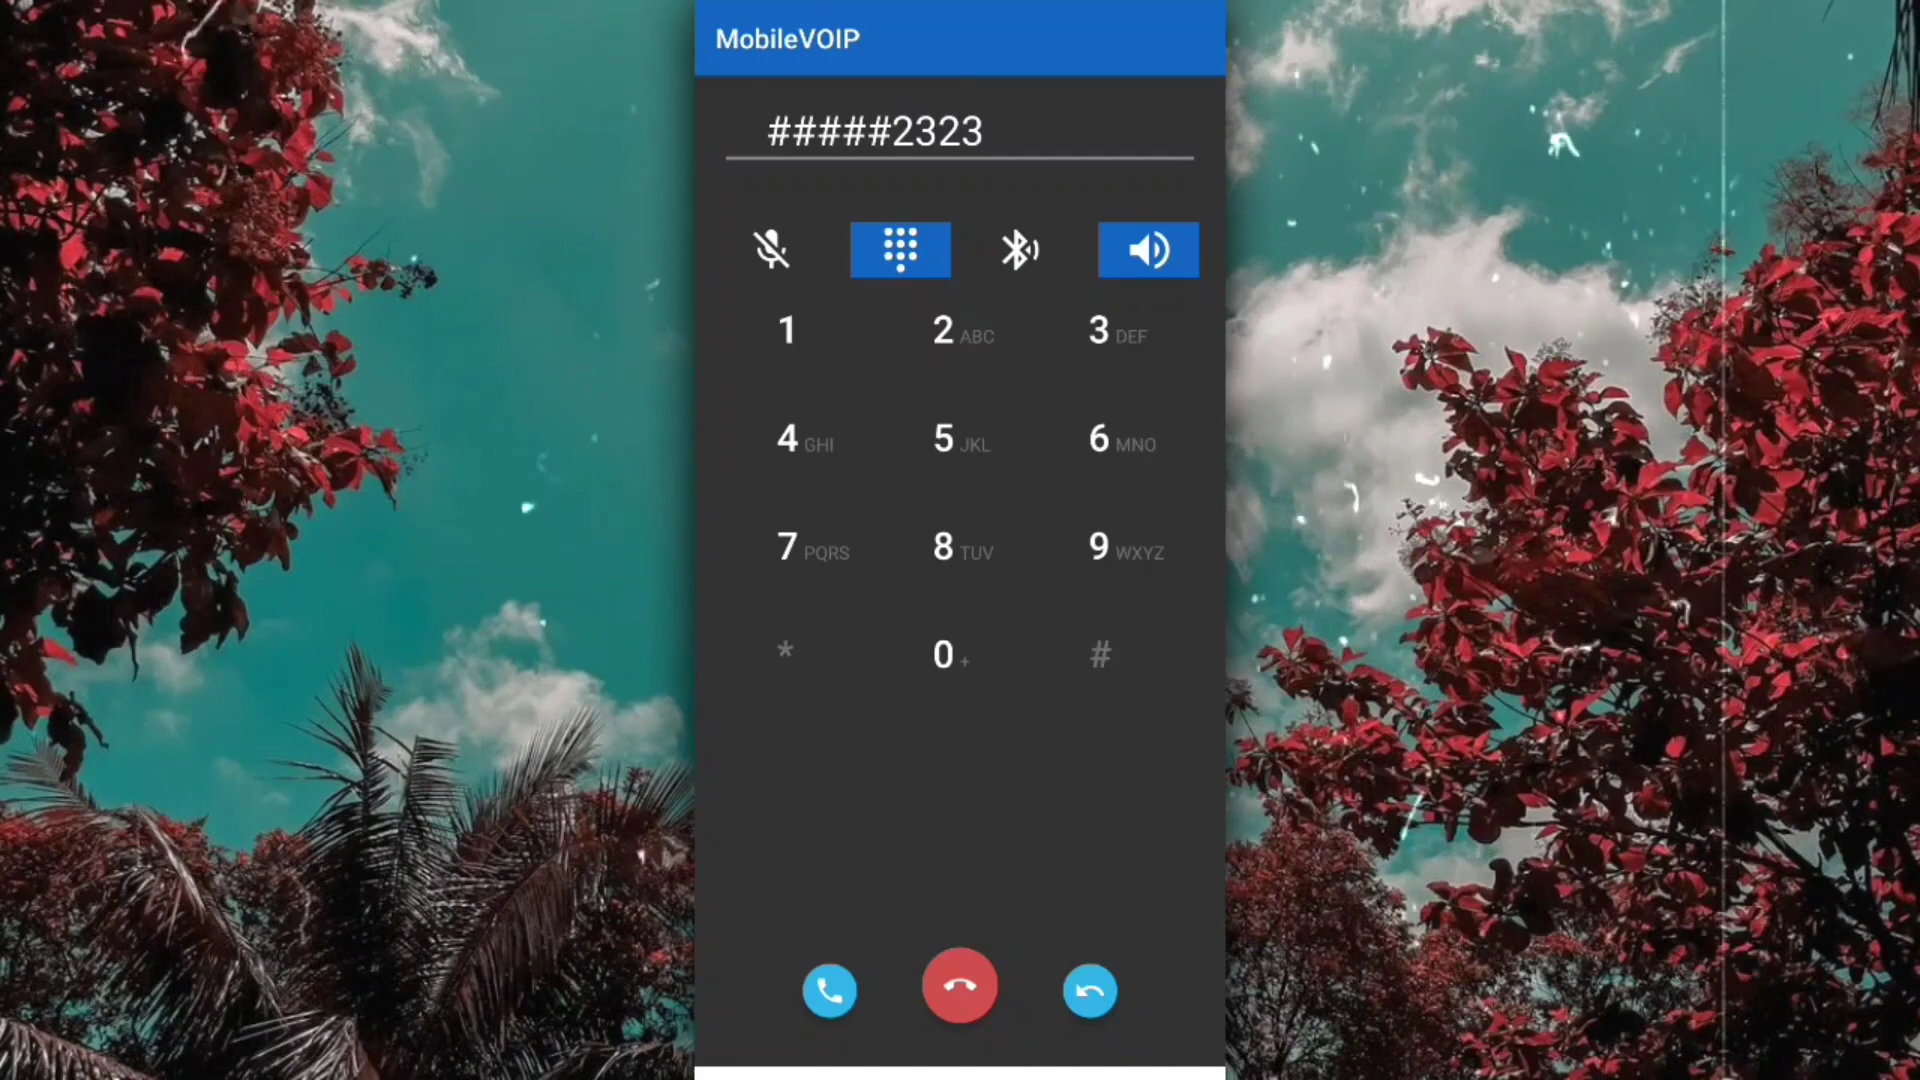 MobileVOIP
#####2323
1 2 ABC 3 DEF
4 GHI 5 JKL 6 MNO
7 PQRS 8 TUV 9 WXYZ
* 0 + #